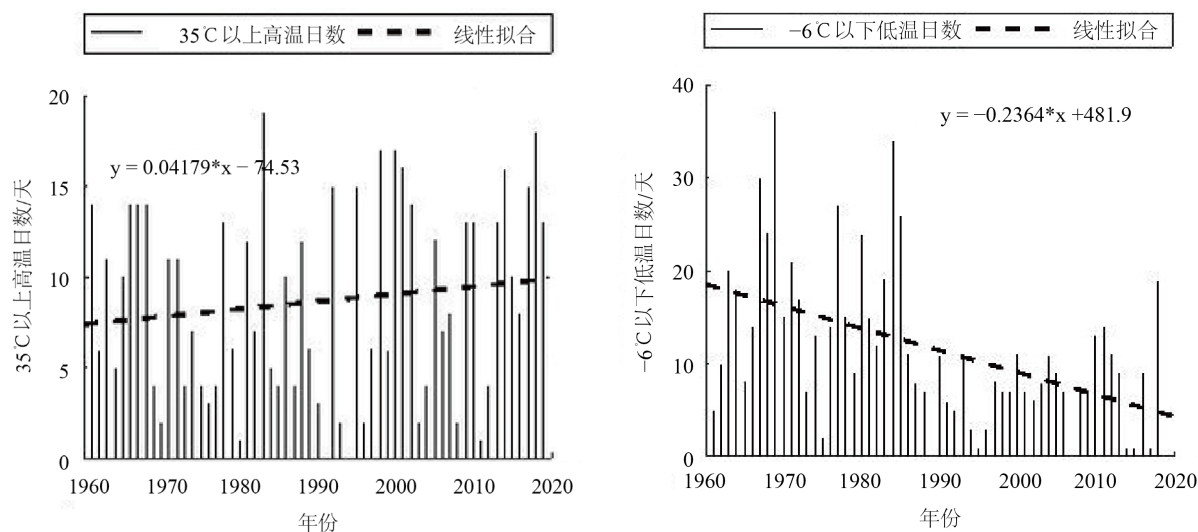 35℃以上高温日数 线性拟合
y = 0.04179*x − 74.53
35℃以上高温日数/天
20
15
10
5
0
1960 1970 1980 1990 2000 2010 2020
年份
−6℃以下低温日数 线性拟合
y = −0.2364*x +481.9
−6℃以下低温日数/天
40
30
20
10
0
1960 1970 1980 1990 2000 2010 2020
年份